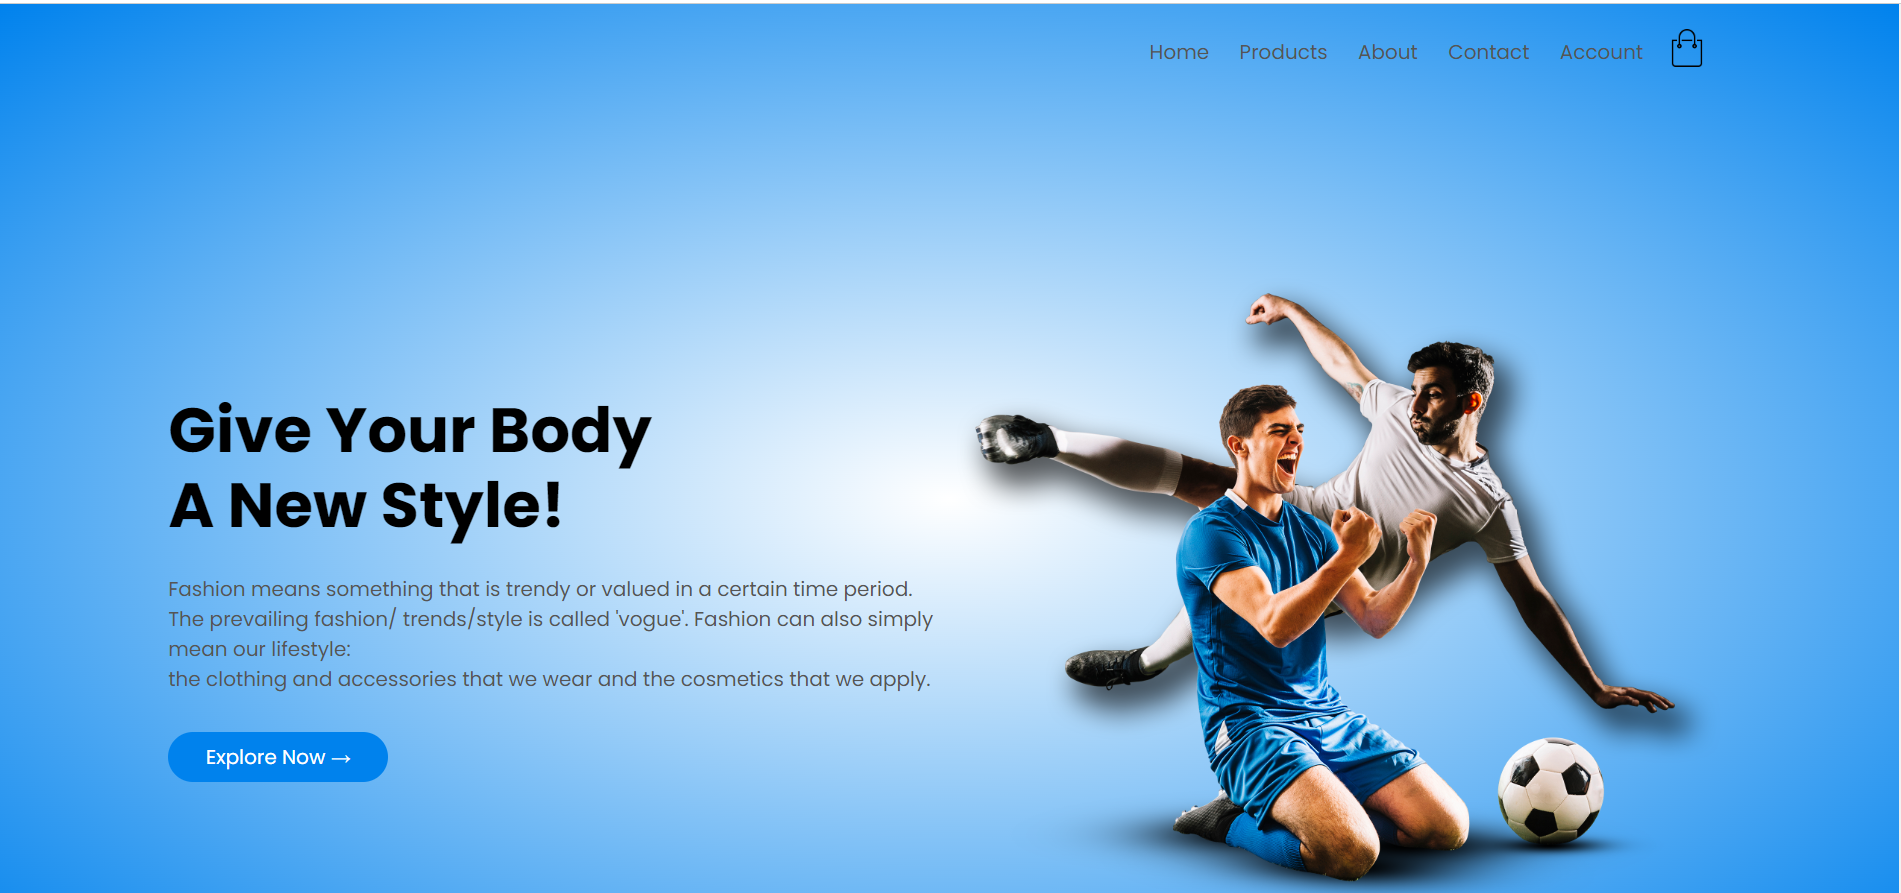 Home Products About Contact Account
Give Your Body
A New Style!
Fashion means something that is trendy or valued in a certain time period.
The prevailing fashion/ trends/style is called 'vogue'. Fashion can also simply
mean our lifestyle:
the clothing and accessories that we wear and the cosmetics that we apply.
Explore Now →